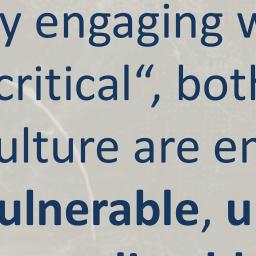 y engaging w
critical“, both
ulture are en
ulnerable, u